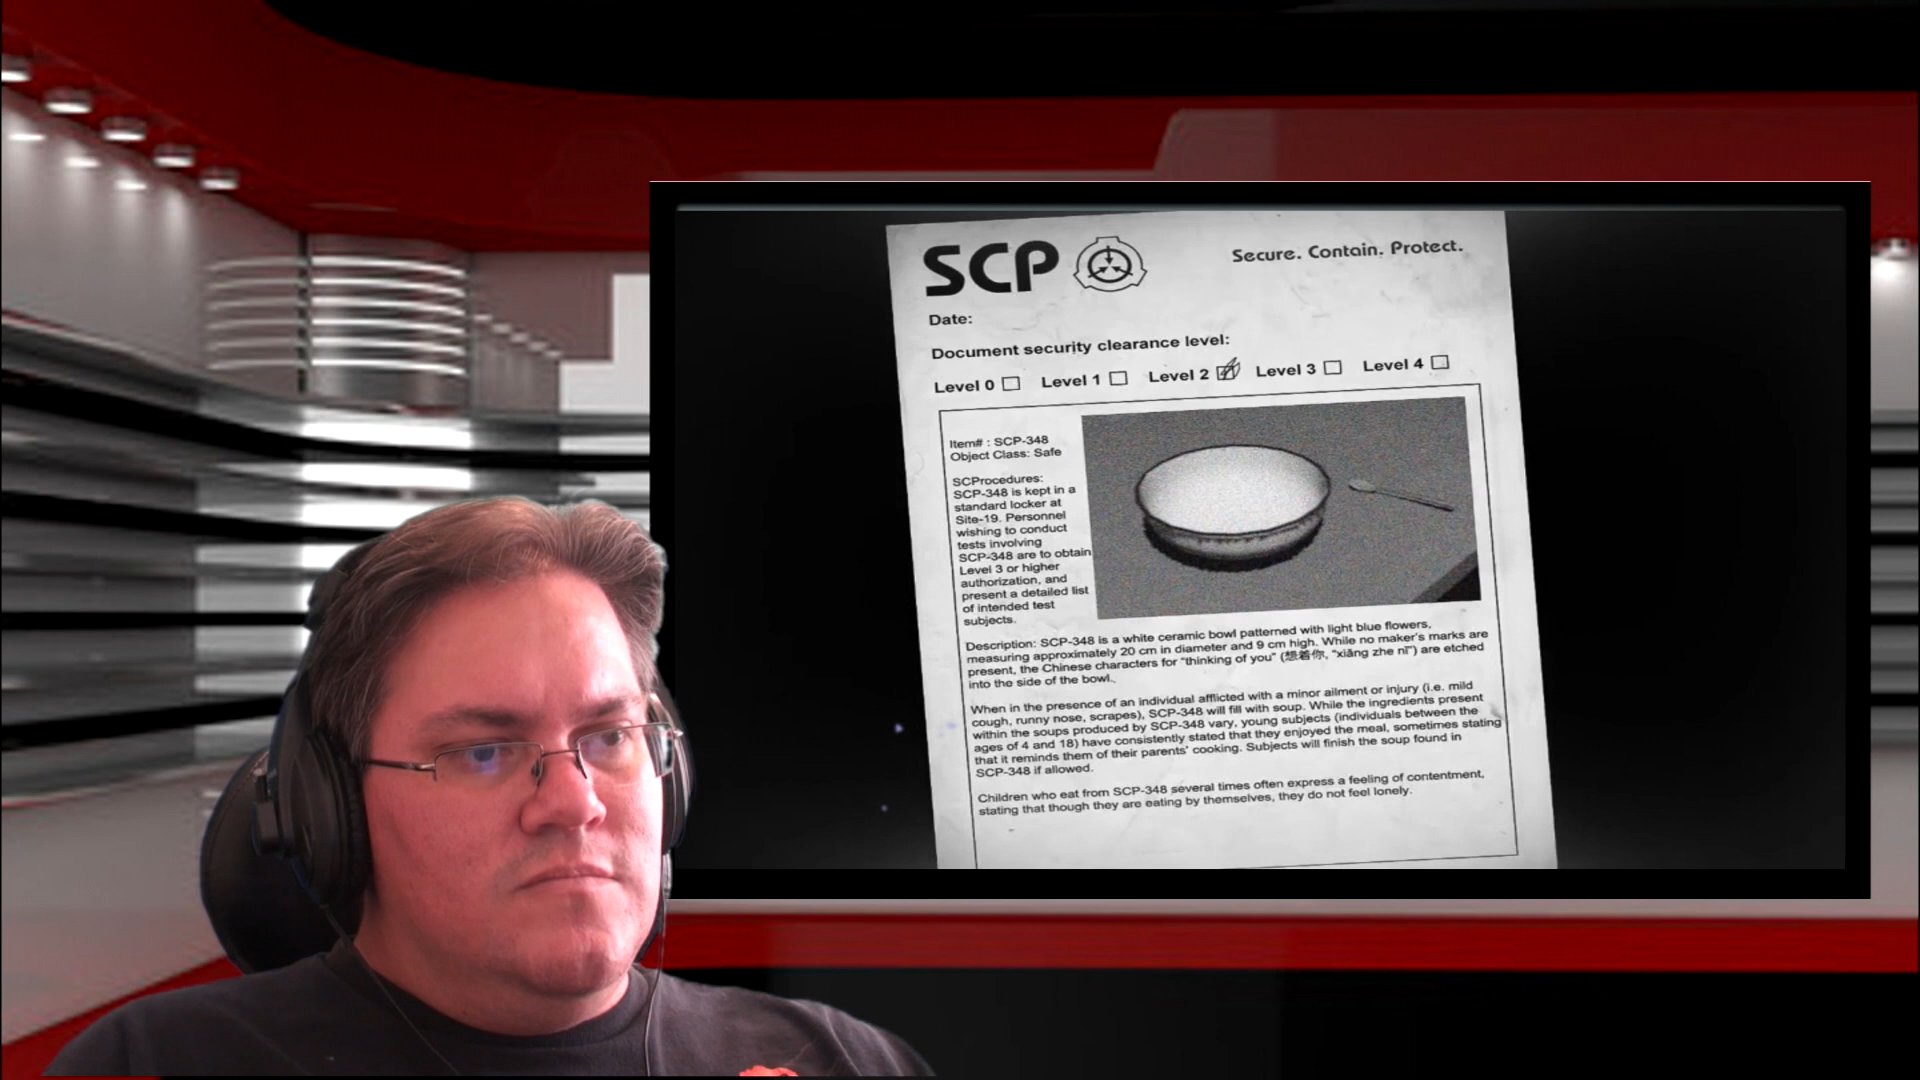 SCP
Secure. Contain. Protect.
Date:
Document security clearance level:
Level 0 Level 1 Level 2 Level 3 Level 4
Item# : SCP-348
Object Class: Safe
SCProcedures:
SCP-348 is kept in a
standard locker at
Site-19. Personnel
wishing to conduct
tests involving
SCP-348 are to obtain
Level 3 or higher
authorization, and
present a detailed list
of intended test
subjects.
Description: SCP-348 is a white ceramic bowl patterned with light blue flowers,
measuring approximately 20 cm in diameter and 9 cm high. While no maker's marks are
present, the Chinese characters for "thinking of you" (想着你, "xiǎng zhe nǐ") are etched
into the side of the bowl.
When in the presence of an individual afflicted with a minor ailment or injury (i.e. mild
cough, runny nose, scrapes), SCP-348 will fill with soup. While the ingredients present
within the soups produced by SCP-348 vary, young subjects (individuals between the
ages of 4 and 18) have consistently stated that they enjoyed the meal, sometimes stating
that it reminds them of their parents' cooking. Subjects will finish the soup found in
SCP-348 if allowed.
Children who eat from SCP-348 several times often express a feeling of contentment,
stating that though they are eating by themselves, they do not feel lonely.